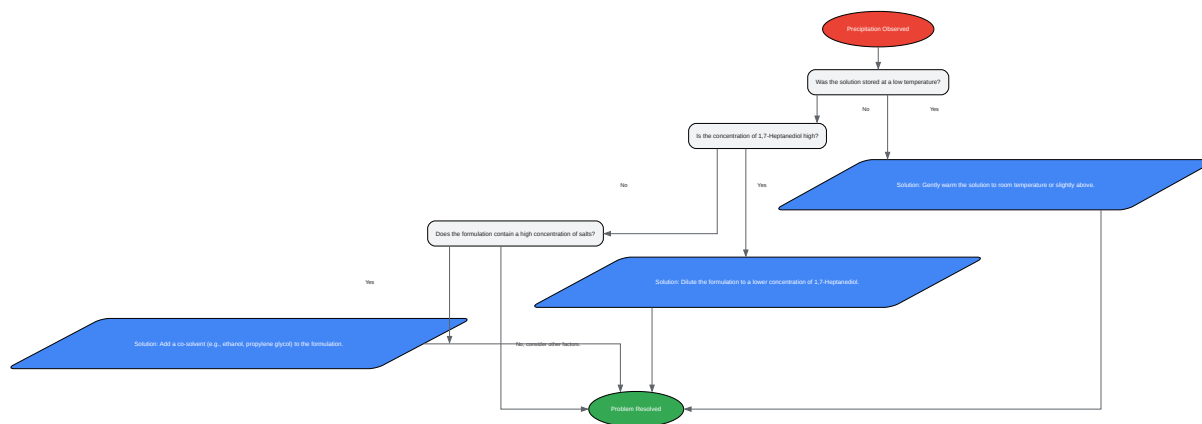 Precipitation Observed
Was the solution stored at a low temperature?
No
Yes
Is the concentration of 1,7-Heptanediol high?
No
Yes
Solution: Gently warm the solution to room temperature or slightly above.
Does the formulation contain a high concentration of salts?
Yes
Solution: Dilute the formulation to a lower concentration of 1,7-Heptanediol.
Solution: Add a co-solvent (e.g., ethanol, propylene glycol) to the formulation.
No, consider other factors.
Problem Resolved